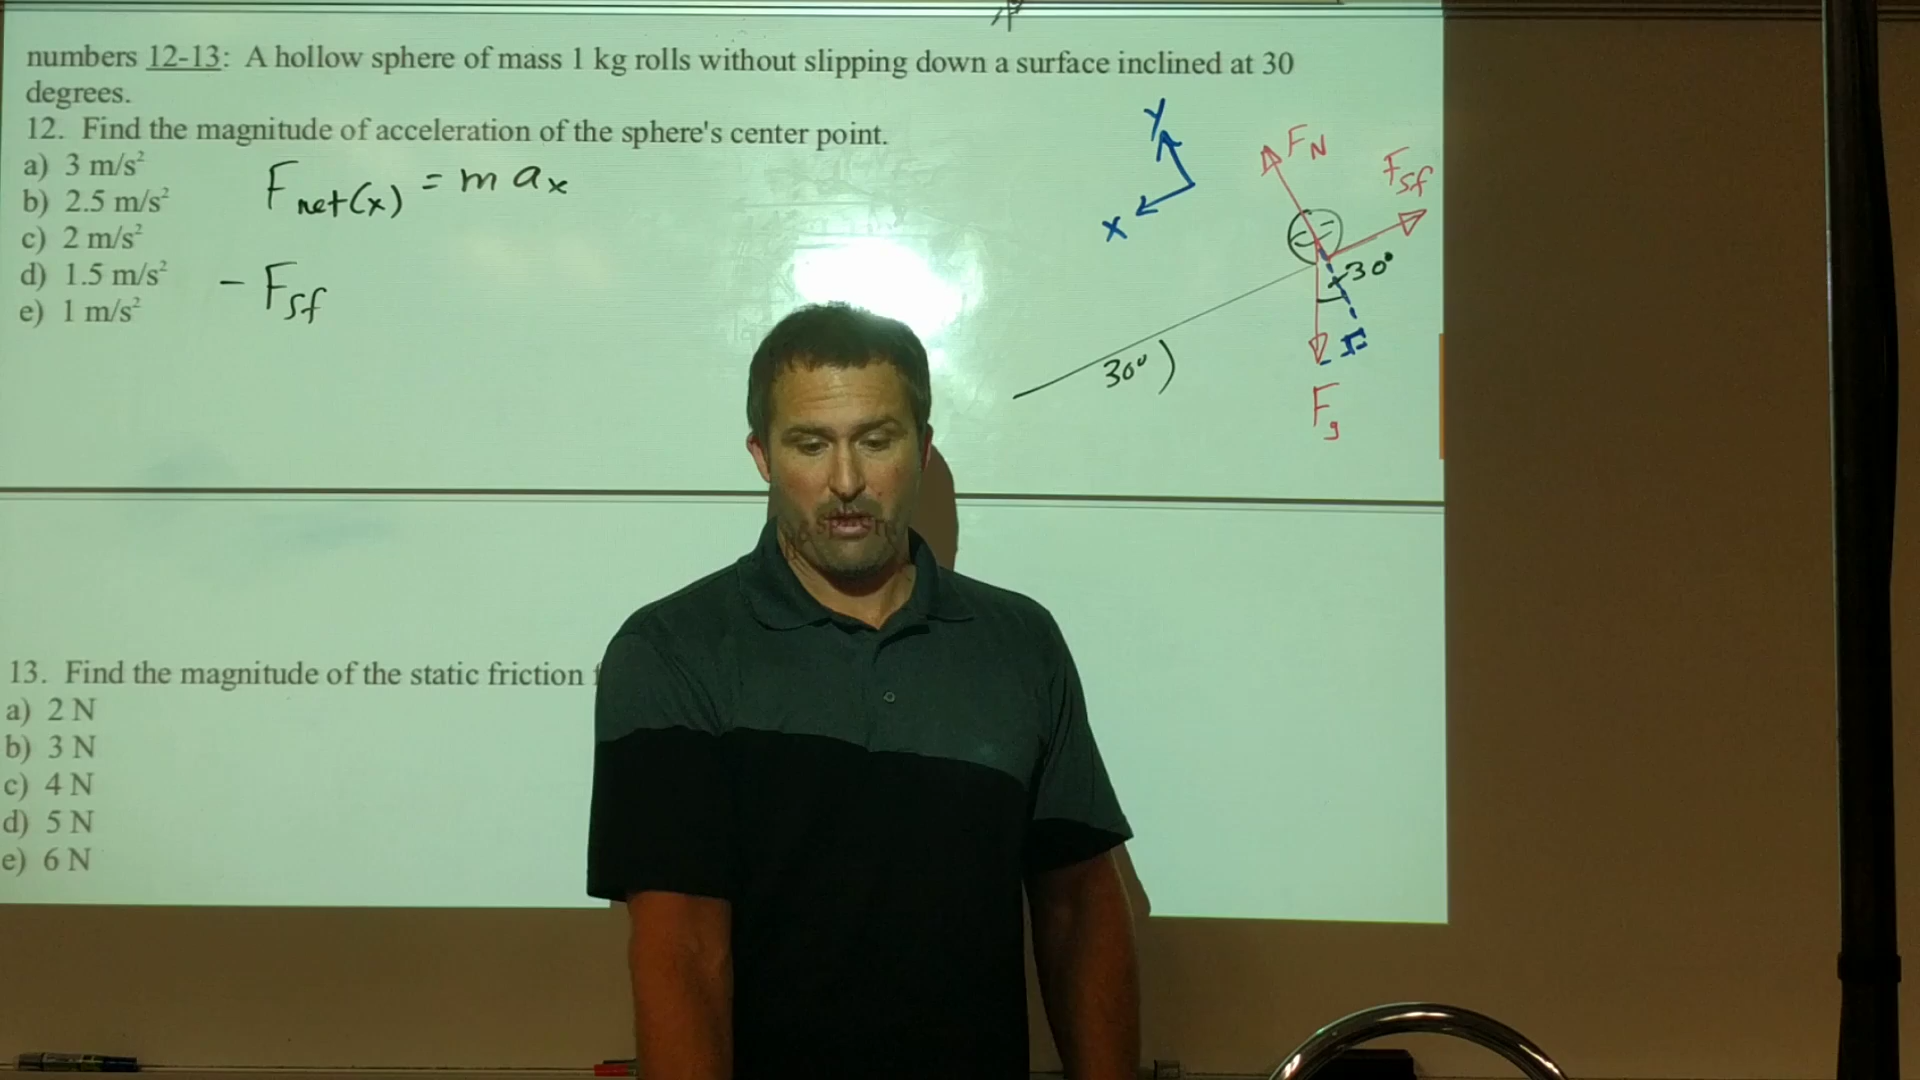 numbers 12-13: A hollow sphere of mass 1 kg rolls without slipping down a surface inclined at 30
degrees.
12. Find the magnitude of acceleration of the sphere's center point.
a) 3 m/s²
b) 2.5 m/s²
c) 2 m/s²
d) 1.5 m/s²
e) 1 m/s²
F net(x) = m ax
- Fsf
Y
X
FN
Fsf
30°
30°
Fg
13. Find the magnitude of the static friction
a) 2 N
b) 3 N
c) 4 N
d) 5 N
e) 6 N